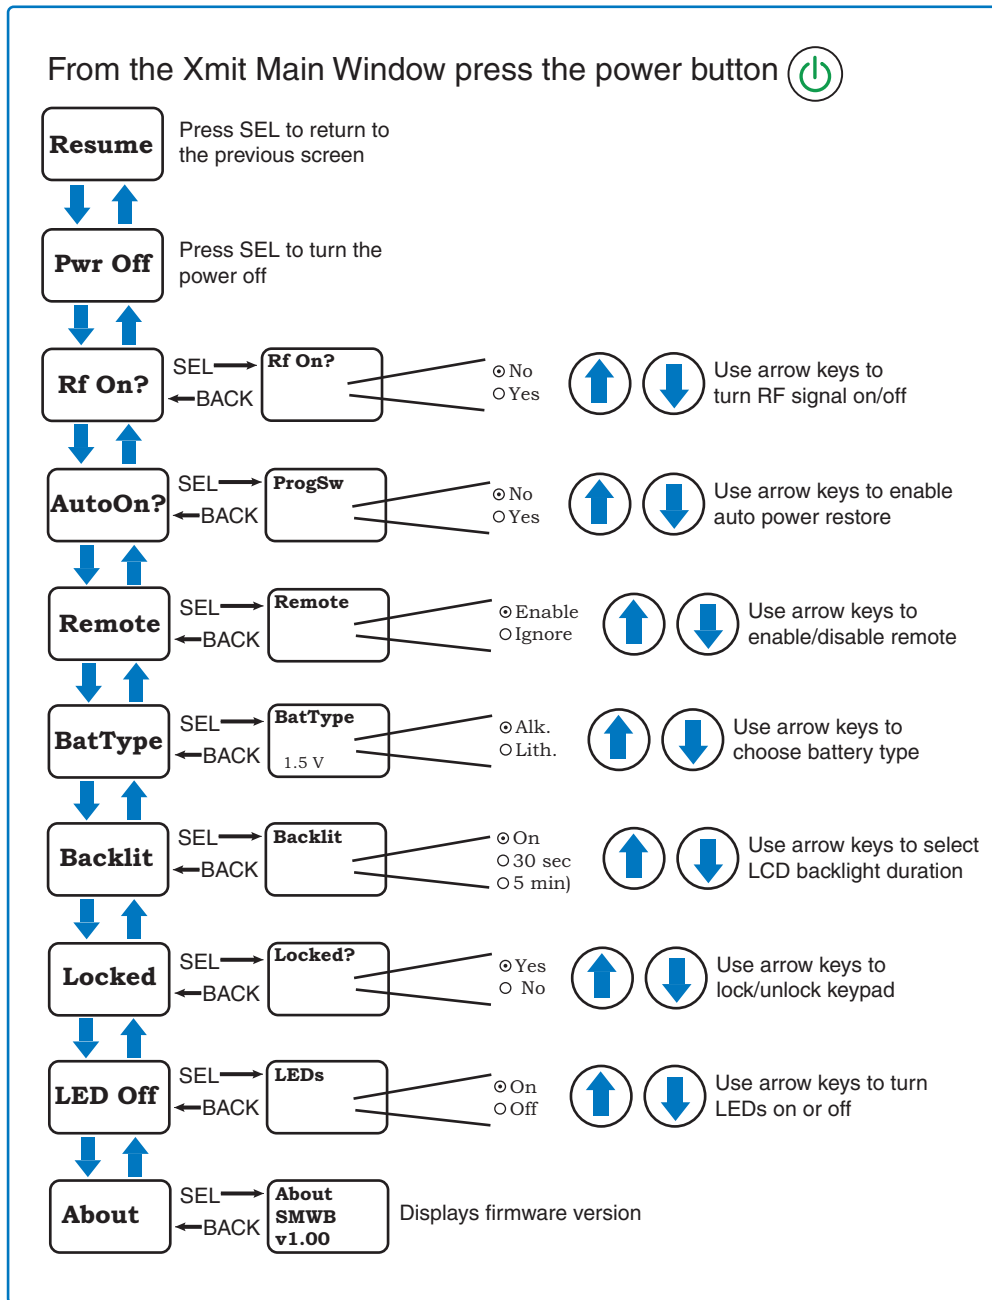 From the Xmit Main Window press the power button
Resume
Press SEL to return to
the previous screen
Pwr Off
Press SEL to turn the
power off
Rf On?
SEL
BACK
Rf On?
No
Yes
Use arrow keys to
turn RF signal on/off
AutoOn?
SEL
BACK
ProgSw
No
Yes
Use arrow keys to enable
auto power restore
Remote
SEL
BACK
Remote
Enable
Ignore
Use arrow keys to
enable/disable remote
BatType
SEL
BACK
BatType
1.5 V
Alk.
Lith.
Use arrow keys to
choose battery type
Backlit
SEL
BACK
Backlit
On
30 sec
5 min)
Use arrow keys to select
LCD backlight duration
Locked
SEL
BACK
Locked?
Yes
No
Use arrow keys to
lock/unlock keypad
LED Off
SEL
BACK
LEDs
On
Off
Use arrow keys to turn
LEDs on or off
About
SEL
BACK
About
SMWB
v1.00
Displays firmware version